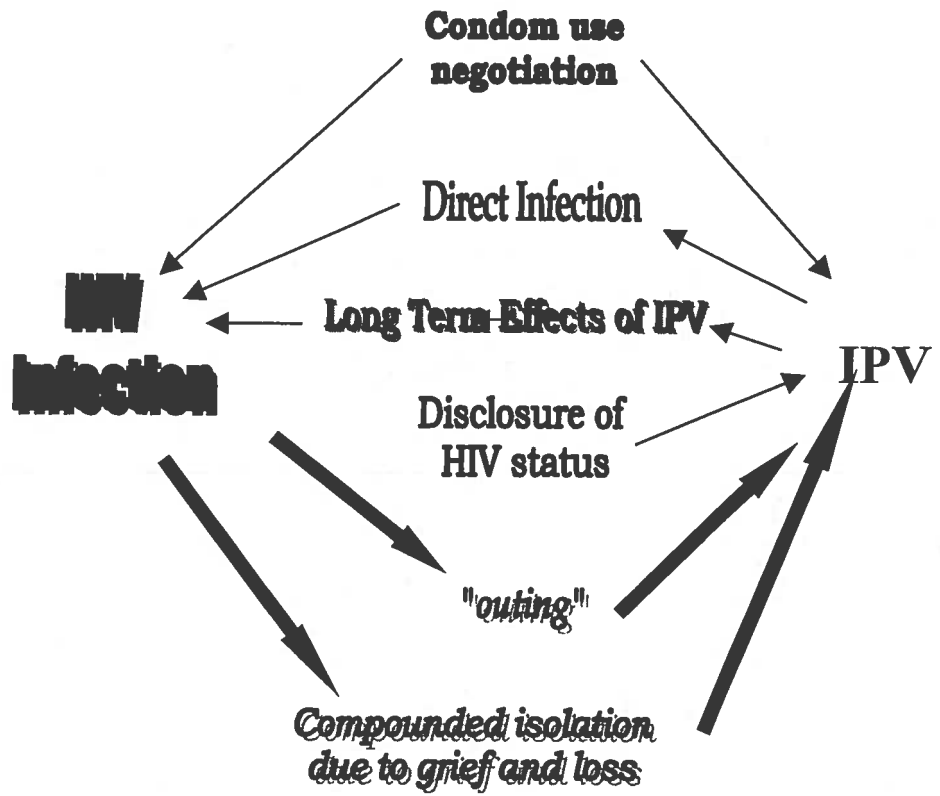 Condom use
negotiation
Direct Infection
HIV
Infection
Long Term Effects of IPV
IPV
Disclosure of
HIV status
"outing"
Compounded isolation
due to grief and loss